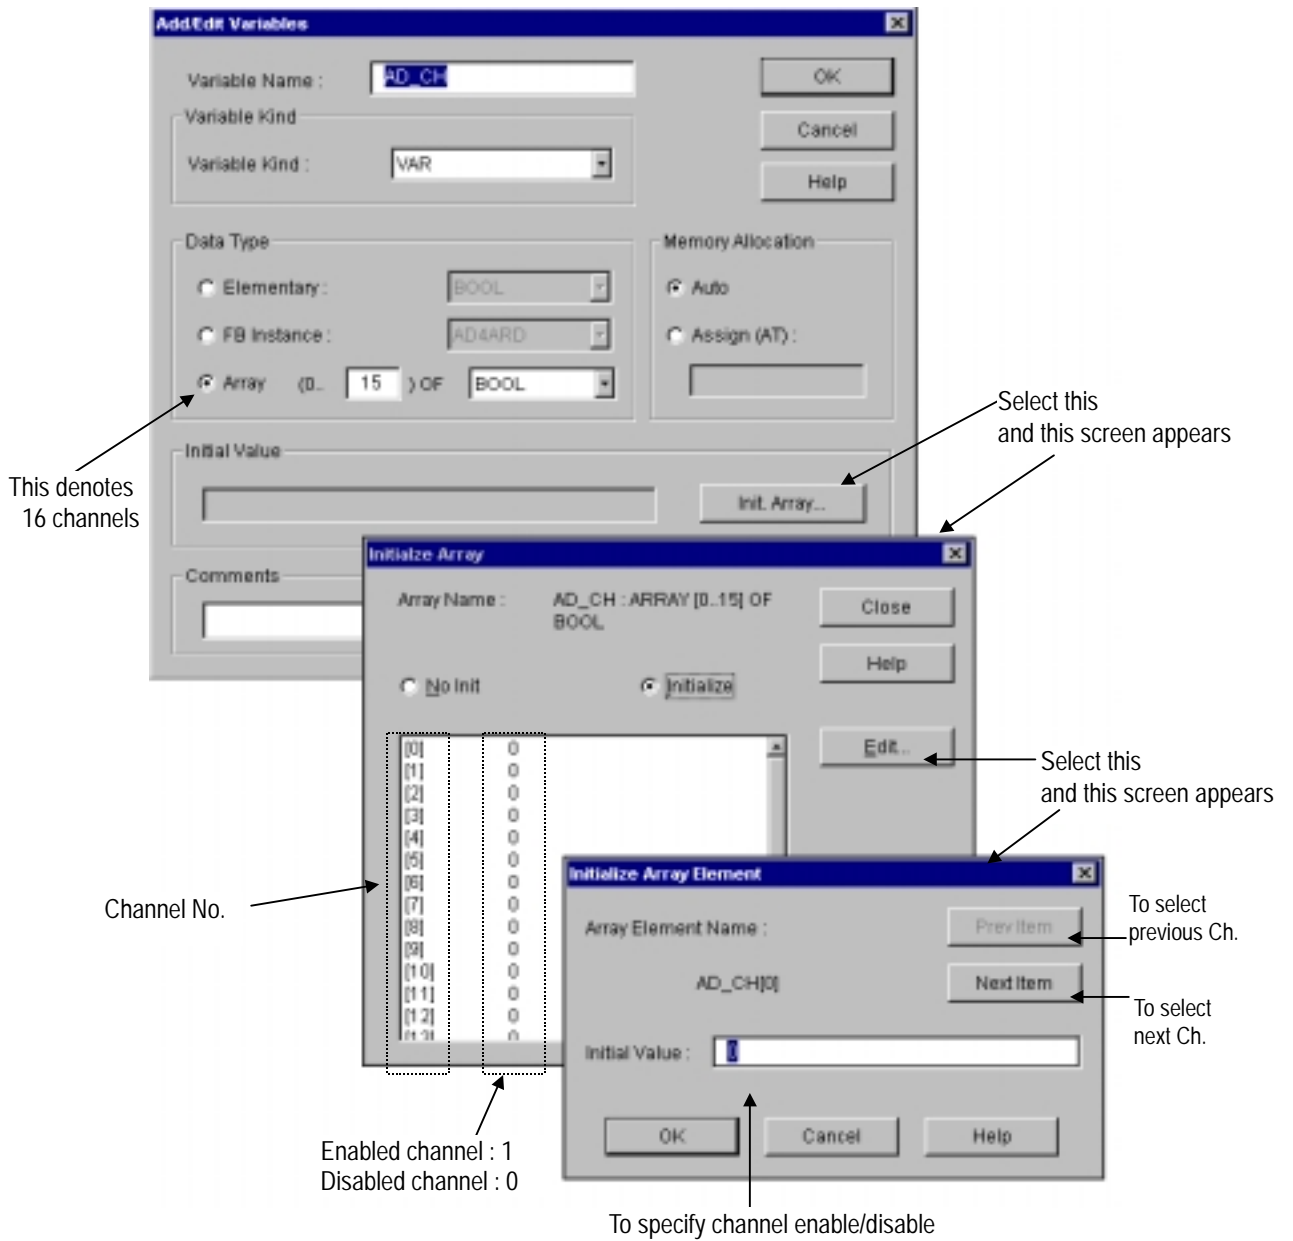 Add/Edit Variables
Variable Name :
AD_CH
OK
Variable Kind
Cancel
Variable Kind :
VAR
Help
Data Type
Memory Allocation
Elementary :
BOOL
Auto
FB Instance :
AD4ARD
Assign (AT) :
Array (0.. 15 ) OF BOOL
Select this
and this screen appears
Initial Value
This denotes
16 channels
Init. Array...
Initialze Array
Comments
Array Name :
AD_CH : ARRAY [0..15] OF
BOOL
Close
Help
No Init
Initialize
Edit...
[0] 0
[1] 0
[2] 0
[3] 0
[4] 0
[5] 0
[6] 0
[7] 0
[8] 0
[9] 0
[10] 0
[11] 0
[12] 0
[13] 0
Select this
and this screen appears
Channel No.
Initialize Array Element
Array Element Name :
Prev Item
To select
previous Ch.
AD_CH[0]
Next Item
To select
next Ch.
Initial Value :
0
OK
Cancel
Help
Enabled channel : 1
Disabled channel : 0
To specify channel enable/disable